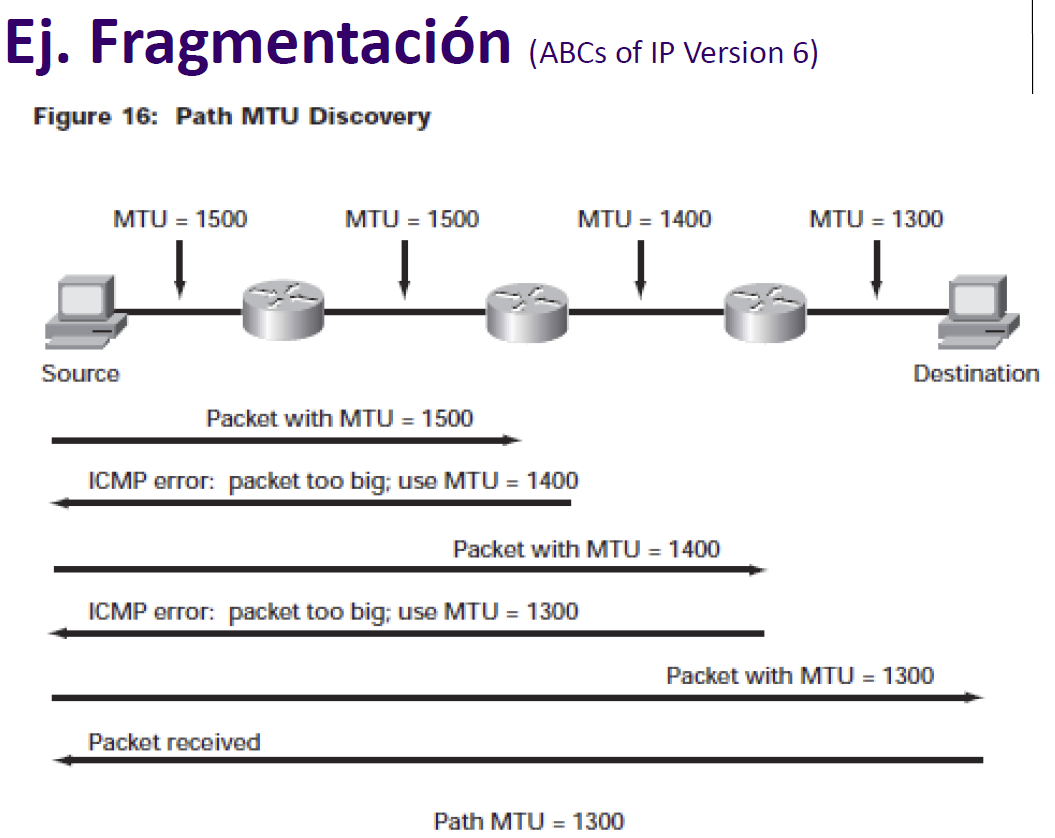 Ej. Fragmentación (ABCs of IP Version 6)
Figure 16: Path MTU Discovery
MTU = 1500 MTU = 1500 MTU = 1400 MTU = 1300
Source Destination
Packet with MTU = 1500
ICMP error: packet too big; use MTU = 1400
Packet with MTU = 1400
ICMP error: packet too big; use MTU = 1300
Packet with MTU = 1300
Packet received
Path MTU = 1300